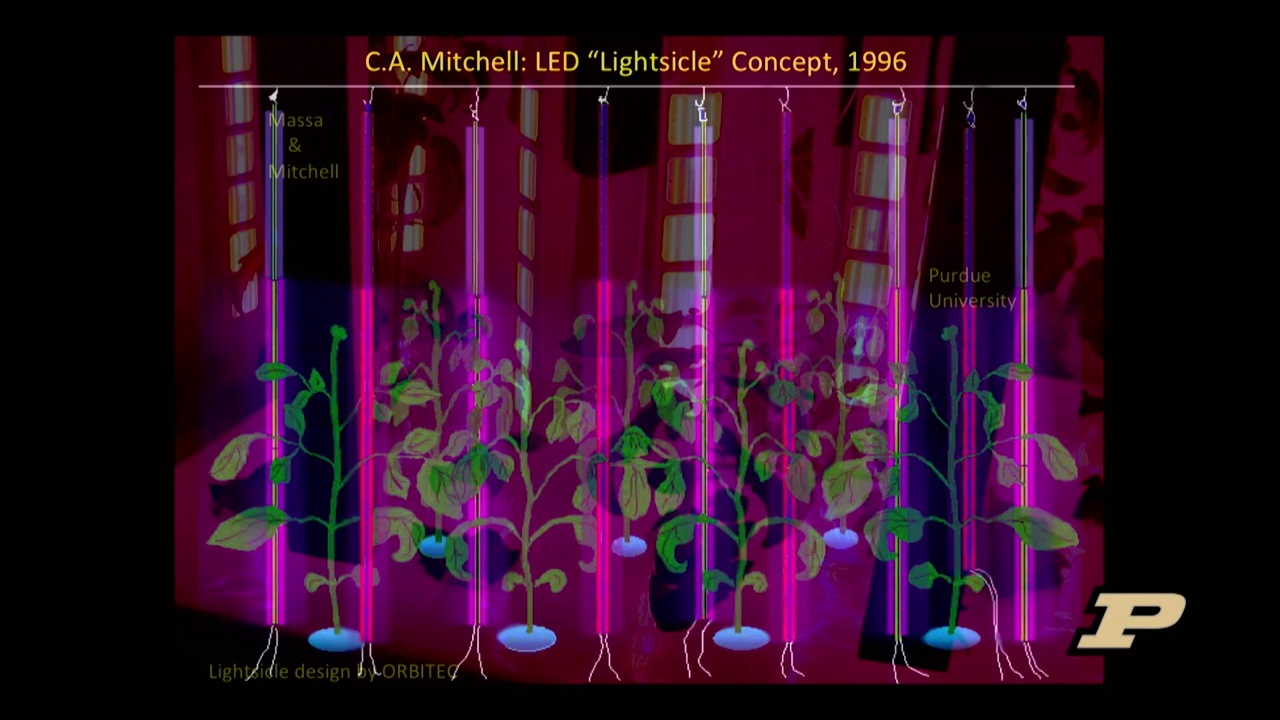 C.A. Mitchell: LED “Lightsicle” Concept, 1996
Massa
&
Mitchell
Purdue
University
Lightsicle design by ORBITEC
P